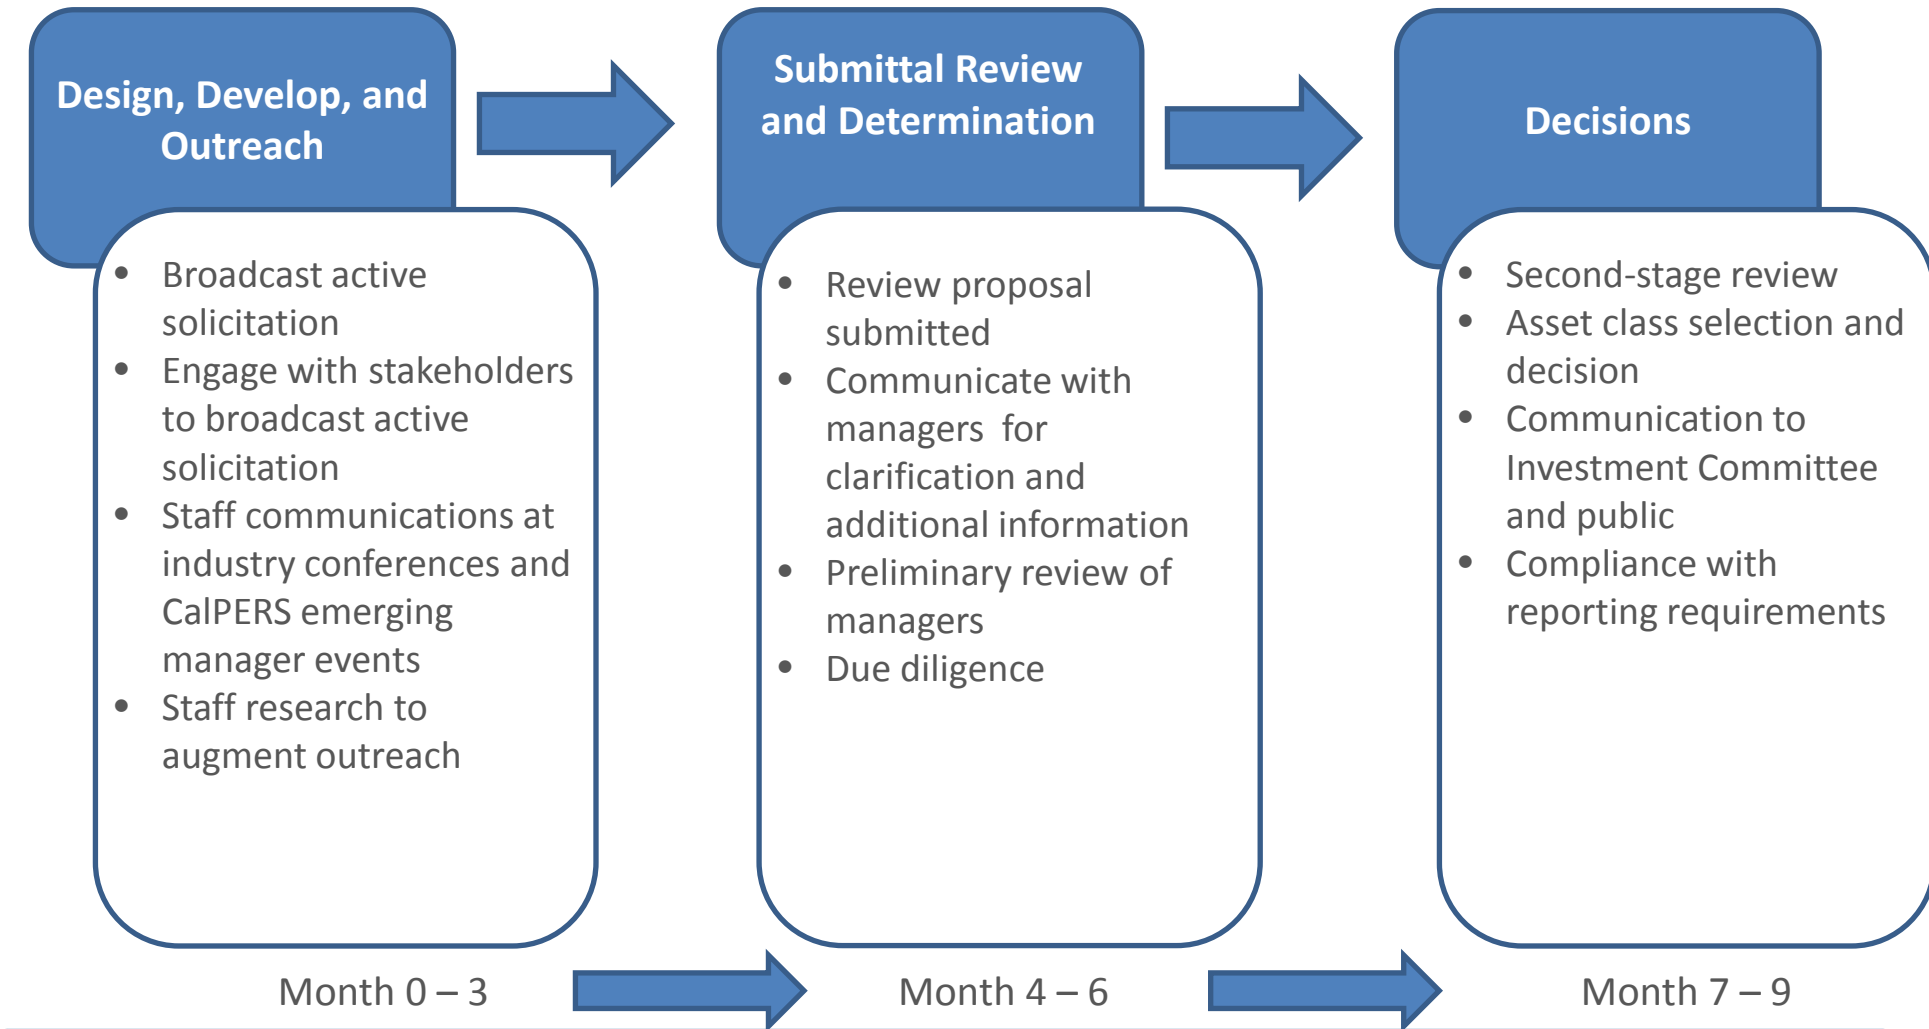 Design, Develop, and
Outreach
• Broadcast active
solicitation
• Engage with stakeholders
to broadcast active
solicitation
• Staff communications at
industry conferences and
CalPERS emerging
manager events
• Staff research to
augment outreach
Month 0 – 3
Submittal Review
and Determination
• Review proposal
submitted
• Communicate with
managers  for
clarification and
additional information
• Preliminary review of
managers
• Due diligence
Month 4 – 6
Decisions
• Second-stage review
• Asset class selection and
decision
• Communication to
Investment Committee
and public
• Compliance with
reporting requirements
Month 7 – 9